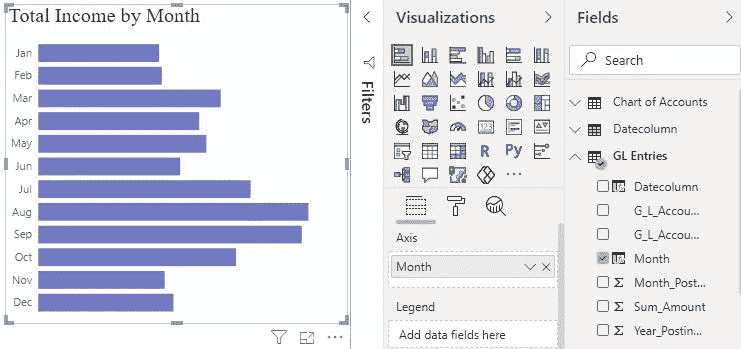 Total Income by Month
Jan
Feb
Mar
Apr
May
Jun
Jul
Aug
Sep
Oct
Nov
Dec
Filters
Visualizations
123
R
Py
Axis
Month
Legend
Add data fields here
Fields
Search
Chart of Accounts
Datecolumn
GL Entries
Datecolumn
G_L_Accou...
G_L_Accou...
Month
Month_Post...
Sum_Amount
Year_Postin...